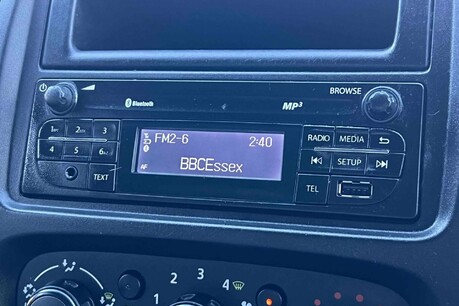 BROWSE
Bluetooth
MP3
1 2 3
4 5 6
TEXT
FM2-6 2:40
AF
BBCEssex
RADIO MEDIA
SETUP
TEL
1 2 3 4